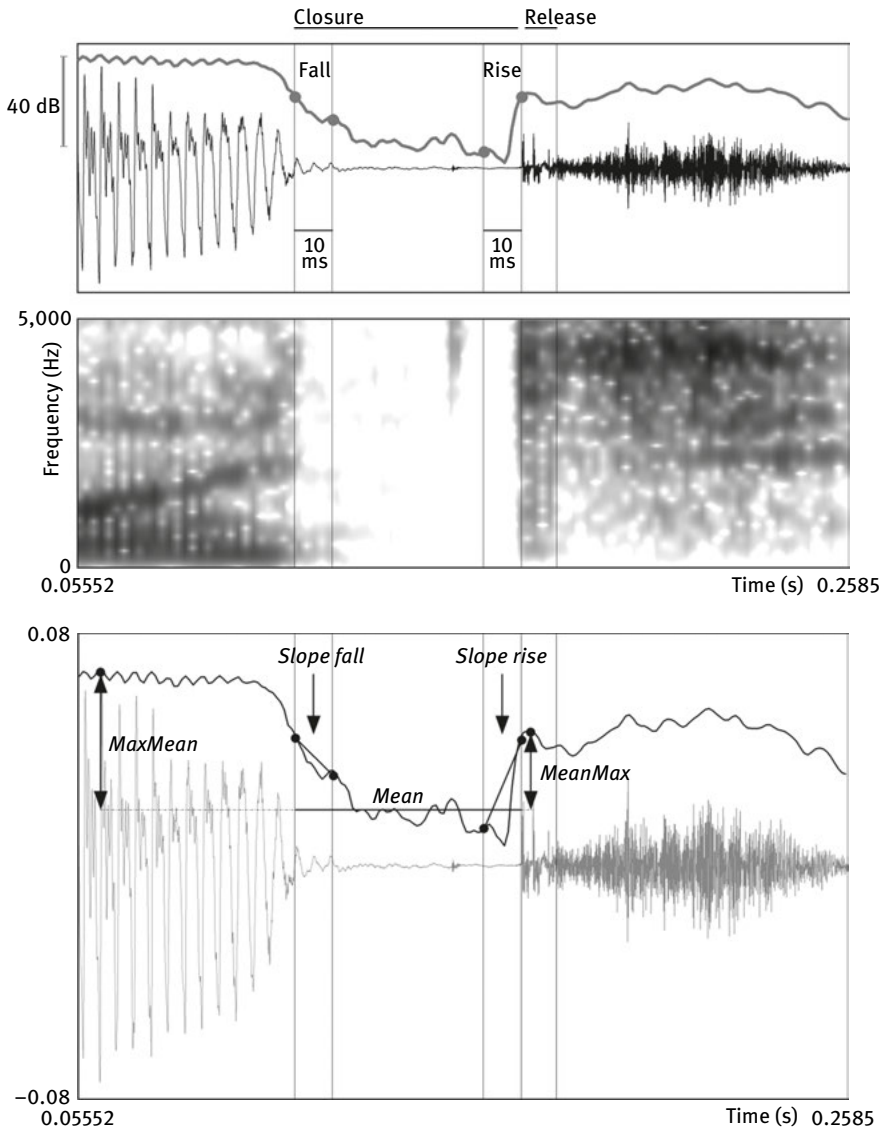 Closure Release
Fall Rise
40 dB
10 10
ms ms
5,000
Frequency (Hz)
0
0.05552 Time (s) 0.2585
0.08
Slope fall Slope rise
MaxMean
Mean MeanMax
−0.08
0.05552 Time (s) 0.2585